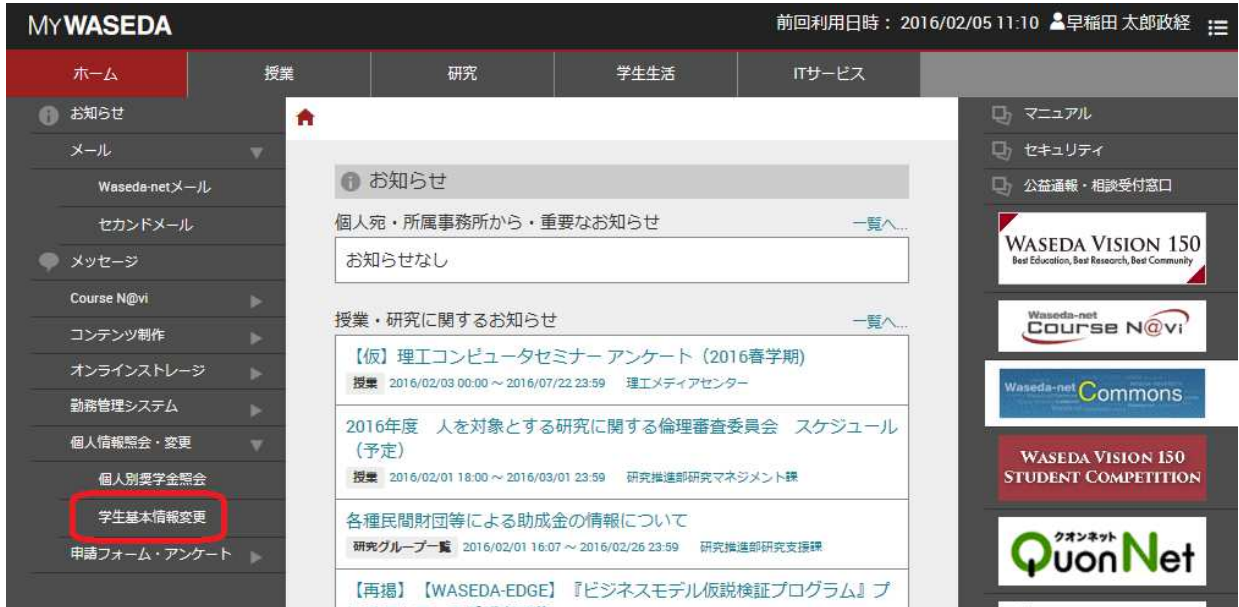 MYWASEDA
前回利用日時： 2016/02/05 11:10 早稲田 太郎政経
ホーム
授業
研究
学生生活
ITサービス
お知らせ
メール
Waseda-netメール
セカンドメール
メッセージ
Course N@vi
コンテンツ制作
オンラインストレージ
勤務管理システム
個人情報照会・変更
個人別奨学金照会
学生基本情報変更
申請フォーム・アンケート
お知らせ
個人宛・所属事務所から・重要なお知らせ 一覧へ...
お知らせなし
授業・研究に関するお知らせ 一覧へ...
【仮】理工コンピュータセミナー アンケート（2016春学期)
授業 2016/02/03 00:00 ～ 2016/07/22 23:59 理工メディアセンター
2016年度　人を対象とする研究に関する倫理審査委員会　スケジュール
（予定）
授業 2016/02/01 18:00 ～ 2016/03/01 23:59 研究推進部研究マネジメント課
各種民間財団等による助成金の情報について
研究グループ一覧 2016/02/01 16:07 ～ 2016/02/26 23:59 研究推進部研究支援課
【再掲】【WASEDA-EDGE】『ビジネスモデル仮説検証プログラム』プ
マニュアル
セキュリティ
公益通報・相談受付窓口
WASEDA VISION 150
Best Education, Best Research, Best Community
Waseda-net
Course N@vi
Waseda-net Commons
WASEDA VISION 150
STUDENT COMPETITION
クオンネット
QuonNet